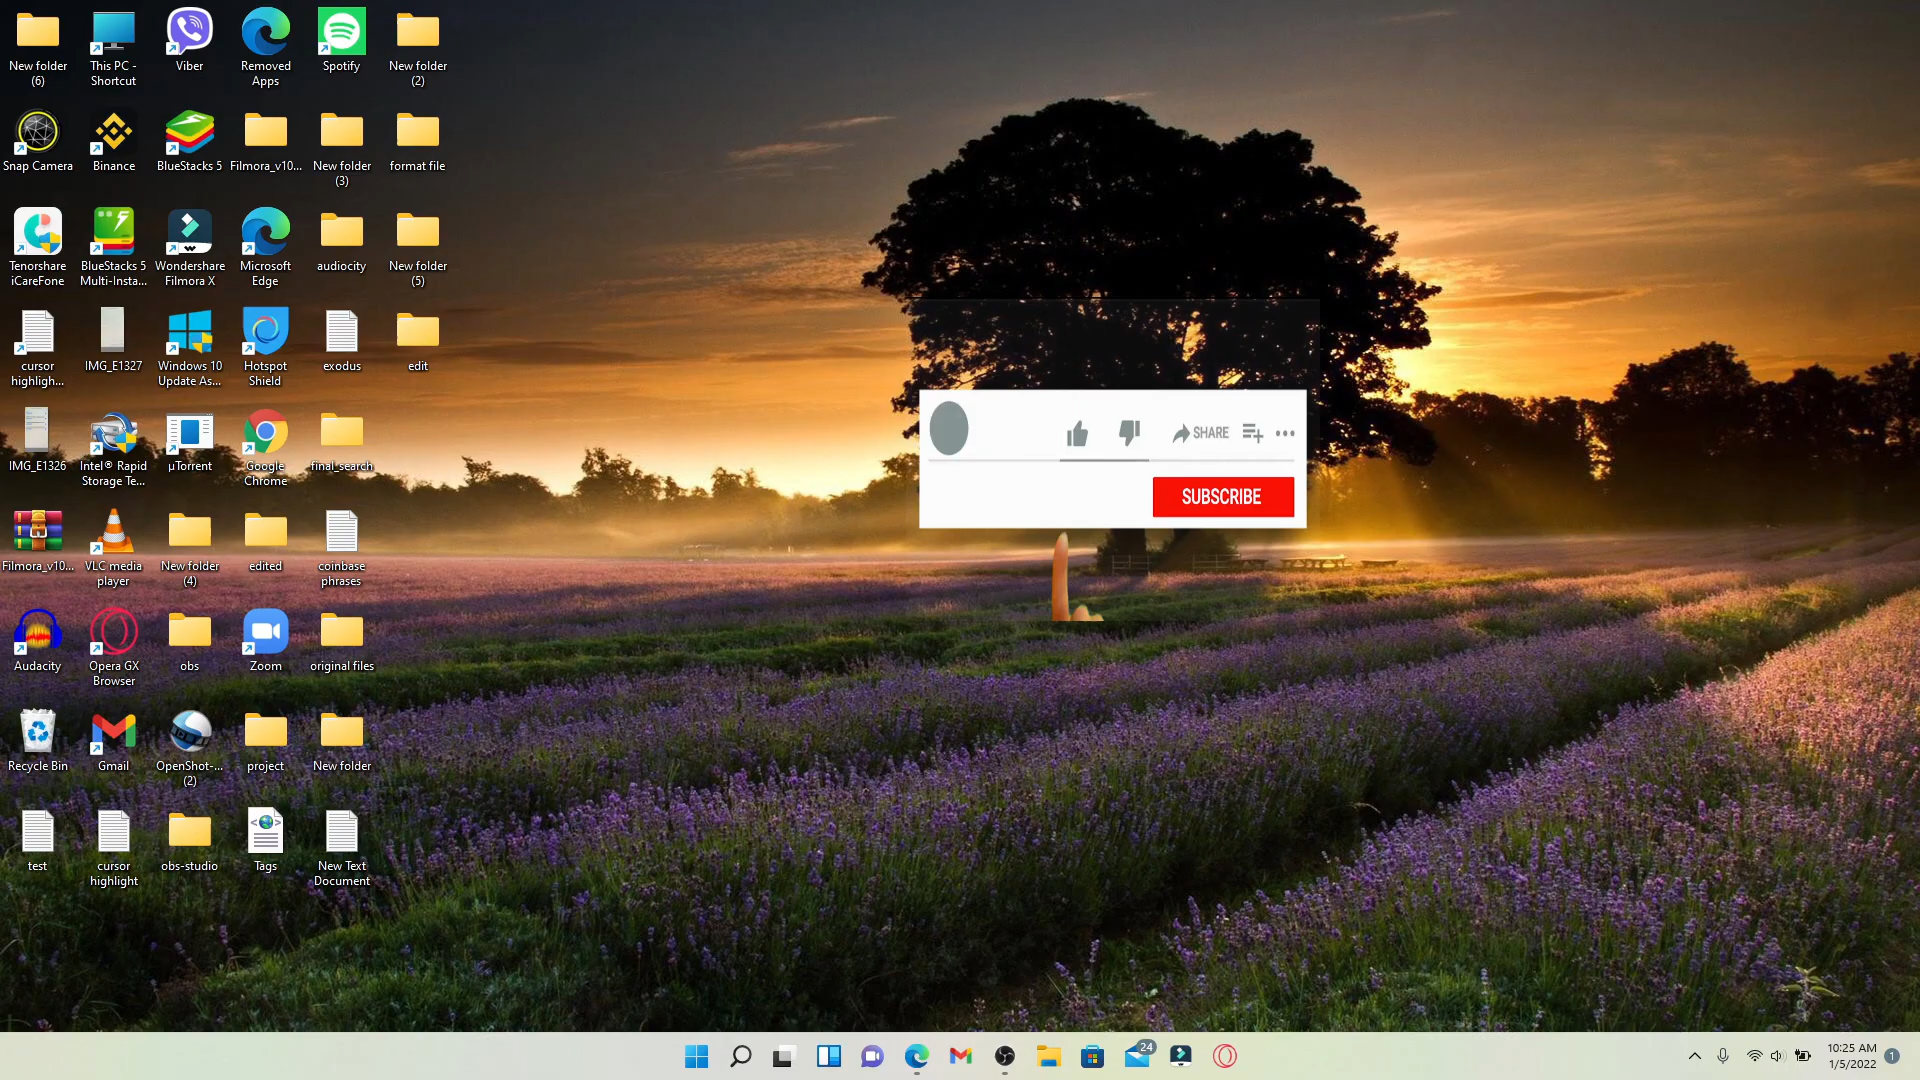 New folder
(6)
This PC -
Shortcut
Viber
Removed
Apps
Spotify
New folder
(2)
Snap Camera
Binance
BlueStacks 5
Filmora_v10...
New folder
(3)
format file
Tenorshare
iCareFone
BlueStacks 5
Multi-Insta...
Wondershare
Filmora X
Microsoft
Edge
audiocity
New folder
(5)
cursor
highligh...
IMG_E1327
Windows 10
Update As...
Hotspot
Shield
exodus
edit
IMG_E1326
Intel® Rapid
Storage Te...
µTorrent
Google
Chrome
final_search
SHARE
SUBSCRIBE
Filmora_v10...
VLC media
player
New folder
(4)
edited
coinbase
phrases
Audacity
Opera GX
Browser
obs
Zoom
original files
Recycle Bin
Gmail
OpenShot-...
(2)
project
New folder
test
cursor
highlight
obs-studio
Tags
New Text
Document
24
10:25 AM
1/5/2022
1